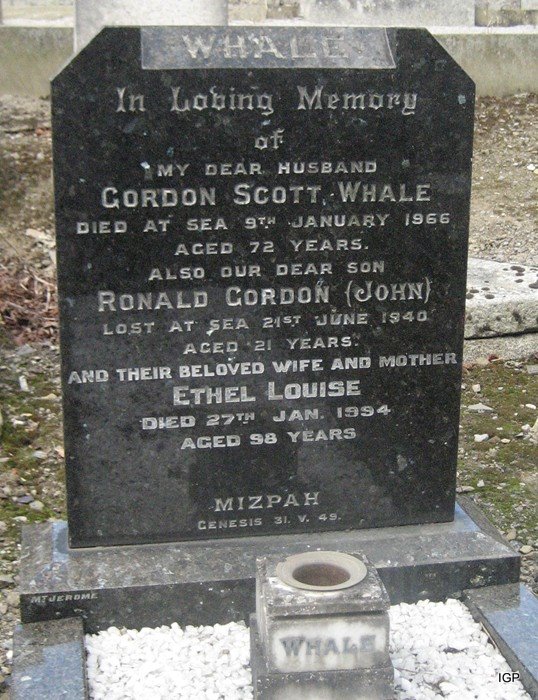 WHALE
In Loving Memory
of
MY DEAR HUSBAND
GORDON SCOTT WHALE
DIED AT SEA 9TH JANUARY 1966
AGED 72 YEARS.
ALSO OUR DEAR SON
RONALD GORDON (JOHN)
LOST AT SEA 21ST JUNE 1940
AGED 21 YEARS.
AND THEIR BELOVED WIFE AND MOTHER
ETHEL LOUISE
DIED 27TH JAN. 1994
AGED 98 YEARS
MIZPAH
GENESIS 31. V. 49.
MT JEROME
WHALE
IGP